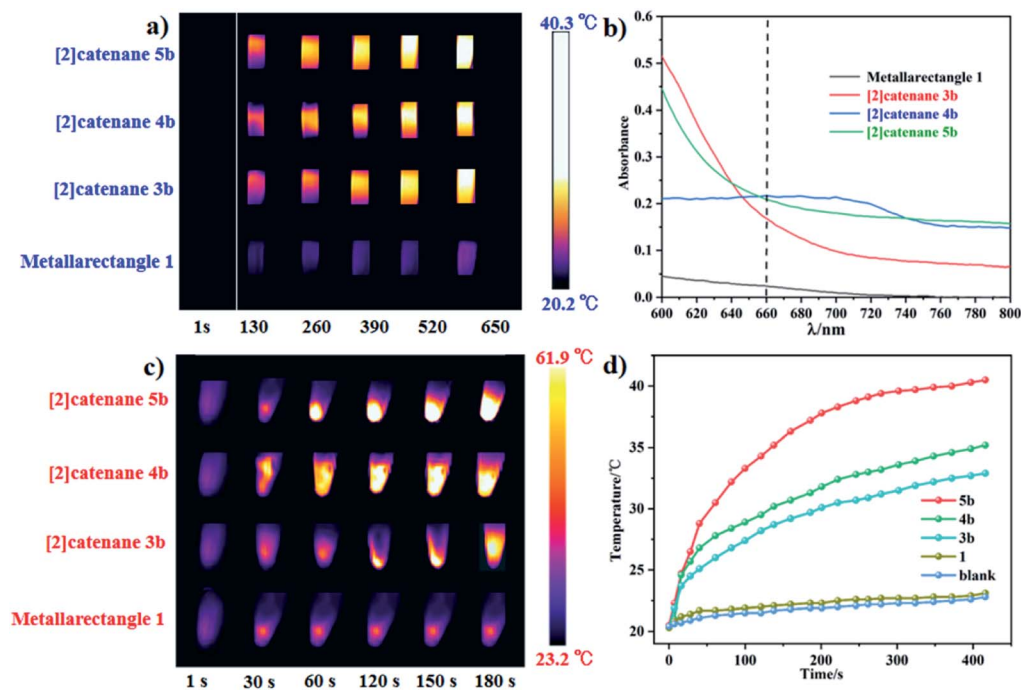 a)
40.3 ℃
[2]catenane 5b
[2]catenane 4b
[2]catenane 3b
Metallarectangle 1
20.2 ℃
1s 130 260 390 520 650
b)
0.5
0.4
0.3
0.2
0.1
0.0
Absorbance
Metallarectangle 1
[2]catenane 3b
[2]catenane 4b
[2]catenane 5b
600 620 640 660 680 700 720 740 760 780 800
λ/nm
c)
61.9 ℃
[2]catenane 5b
[2]catenane 4b
[2]catenane 3b
Metallarectangle 1
23.2 ℃
1 s 30 s 60 s 120 s 150 s 180 s
d)
40
35
30
25
20
Temperature/℃
5b
4b
3b
1
blank
0 100 200 300 400
Time/s